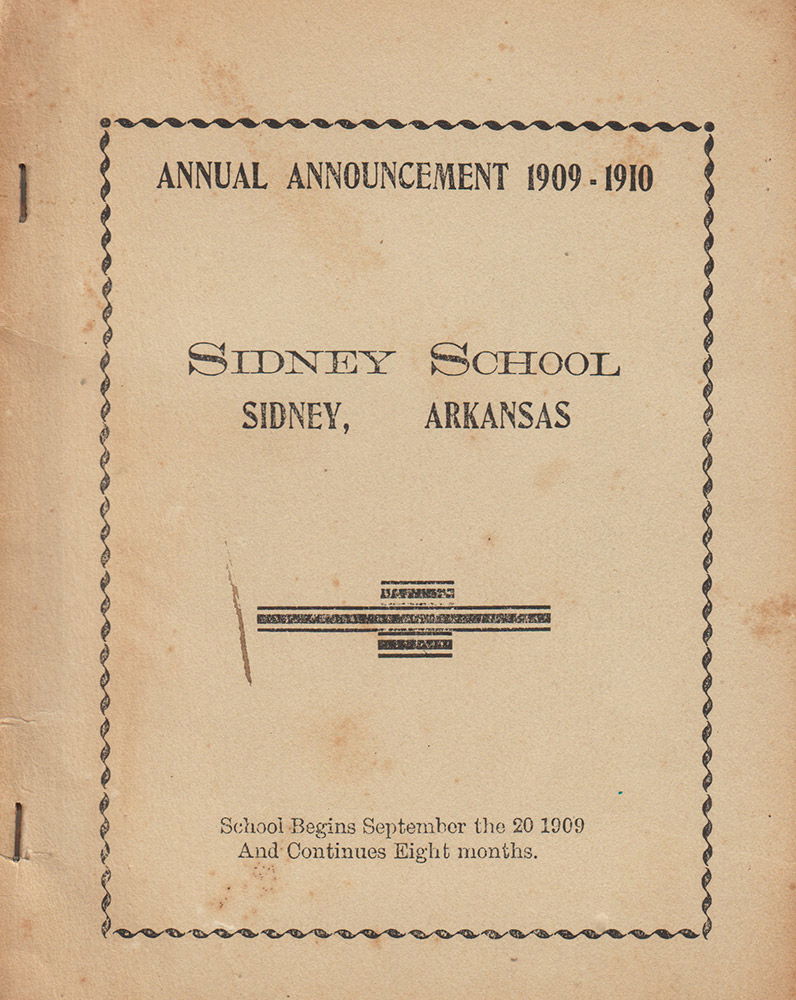 ANNUAL ANNOUNCEMENT 1909-1910
SIDNEY SCHOOL
SIDNEY, ARKANSAS
School Begins September the 20 1909
And Continues Eight months.